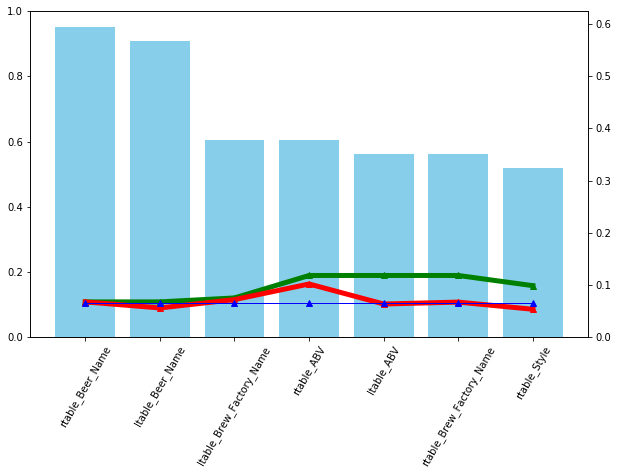 1.0
0.8
0.6
0.4
0.2
0.0
0.6
0.5
0.4
0.3
0.2
0.1
0.0
rtable_Beer_Name
ltable_Beer_Name
ltable_Brew_Factory_Name
rtable_ABV
ltable_ABV
rtable_Brew_Factory_Name
rtable_Style